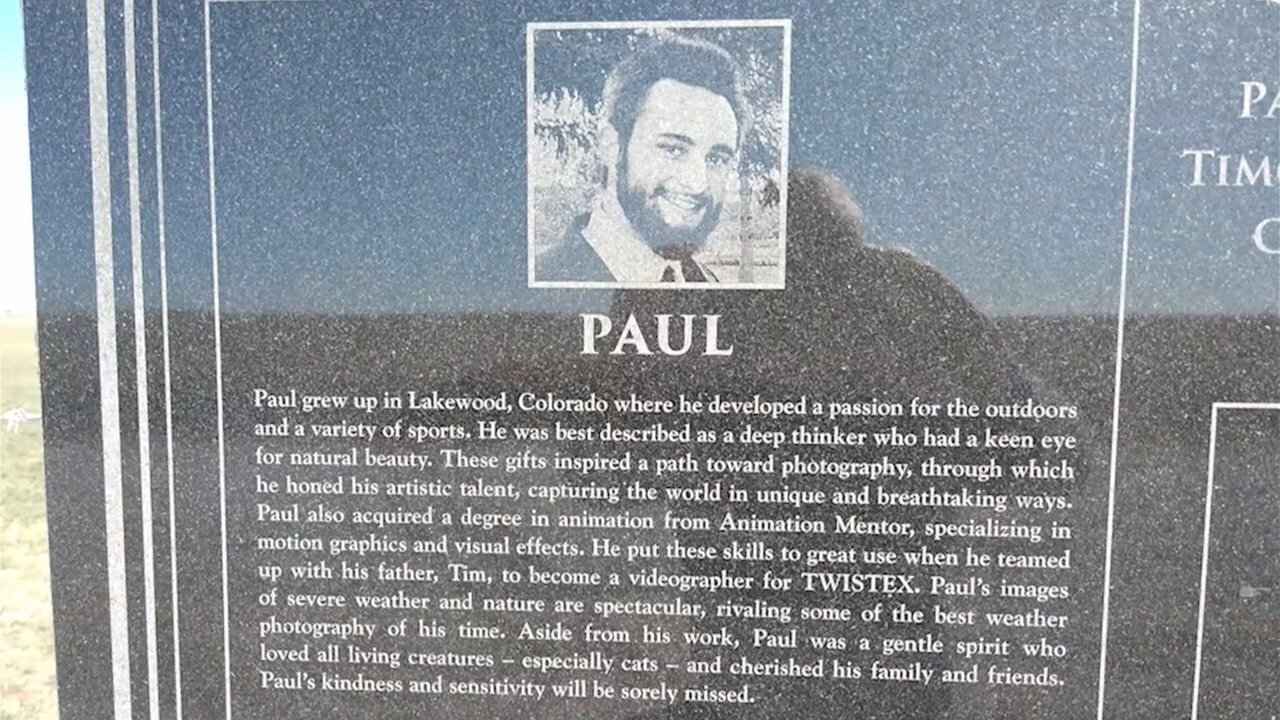 PAUL
Paul grew up in Lakewood, Colorado where he developed a passion for the outdoors
and a variety of sports. He was best described as a deep thinker who had a keen eye
for natural beauty. These gifts inspired a path toward photography, through which
he honed his artistic talent, capturing the world in unique and breathtaking ways.
Paul also acquired a degree in animation from Animation Mentor, specializing in
motion graphics and visual effects. He put these skills to great use when he teamed
up with his father, Tim, to become a videographer for TWISTEX. Paul's images
of severe weather and nature are spectacular, rivaling some of the best weather
photography of his time. Aside from his work, Paul was a gentle spirit who
loved all living creatures – especially cats – and cherished his family and friends.
Paul's kindness and sensitivity will be sorely missed.